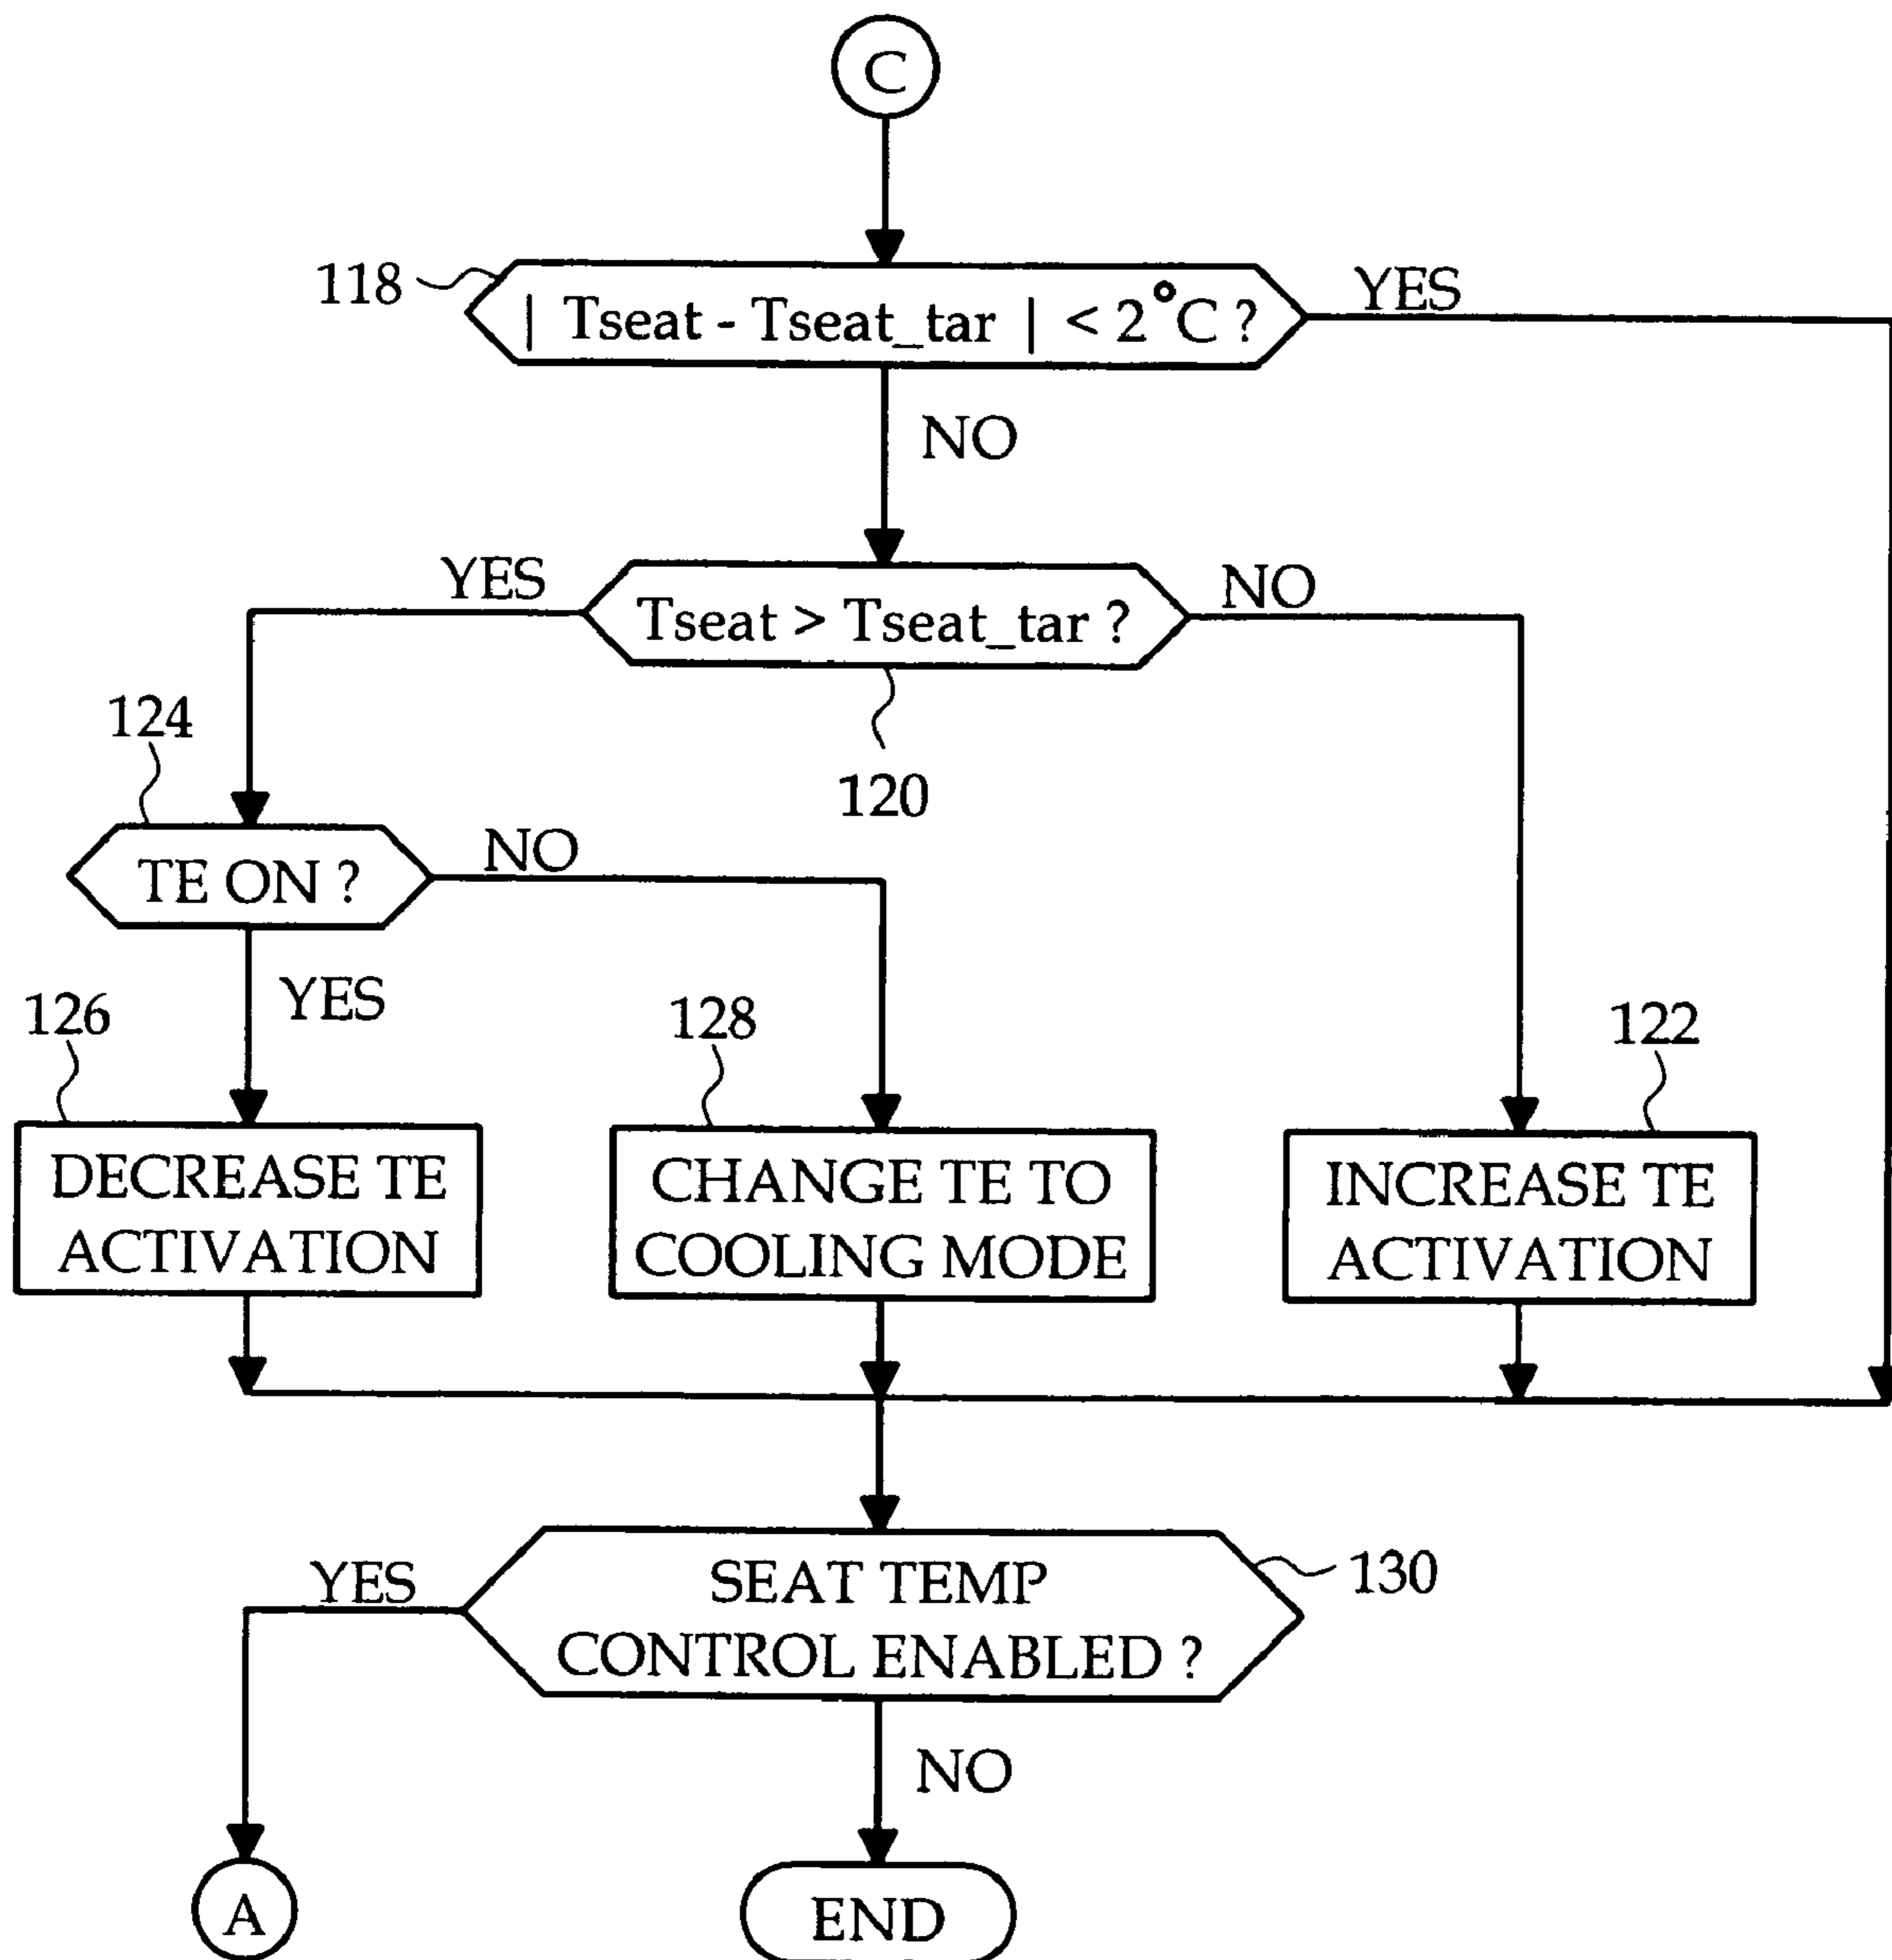 C
118
| Tseat - Tseat_tar | < 2°C ?
YES
NO
YES
Tseat > Tseat_tar ?
NO
124
120
TE ON ?
NO
YES
126
128
122
DECREASE TE
ACTIVATION
CHANGE TE TO
COOLING MODE
INCREASE TE
ACTIVATION
YES
SEAT TEMP
CONTROL ENABLED ?
130
NO
A
END